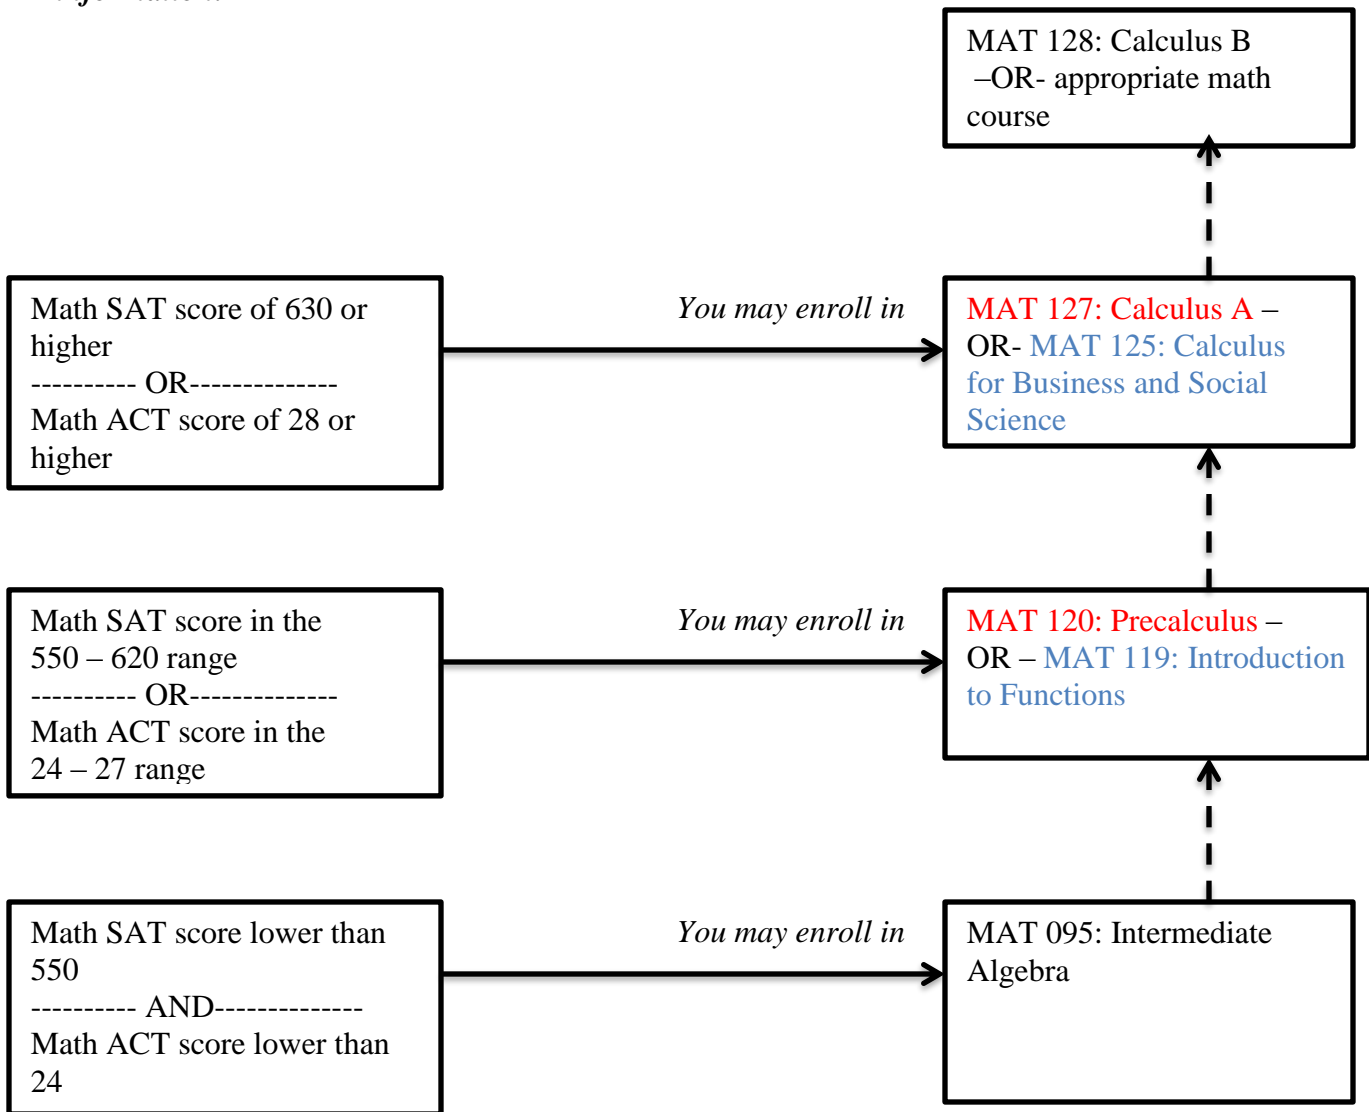 MAT 128: Calculus B
–OR- appropriate math
course
Math SAT score of 630 or
higher
---------- OR--------------
Math ACT score of 28 or
higher
You may enroll in
MAT 127: Calculus A –
OR- MAT 125: Calculus
for Business and Social
Science
Math SAT score in the
550 – 620 range
---------- OR--------------
Math ACT score in the
24 – 27 range
You may enroll in
MAT 120: Precalculus –
OR – MAT 119: Introduction
to Functions
Math SAT score lower than
550
---------- AND--------------
Math ACT score lower than
24
You may enroll in
MAT 095: Intermediate
Algebra